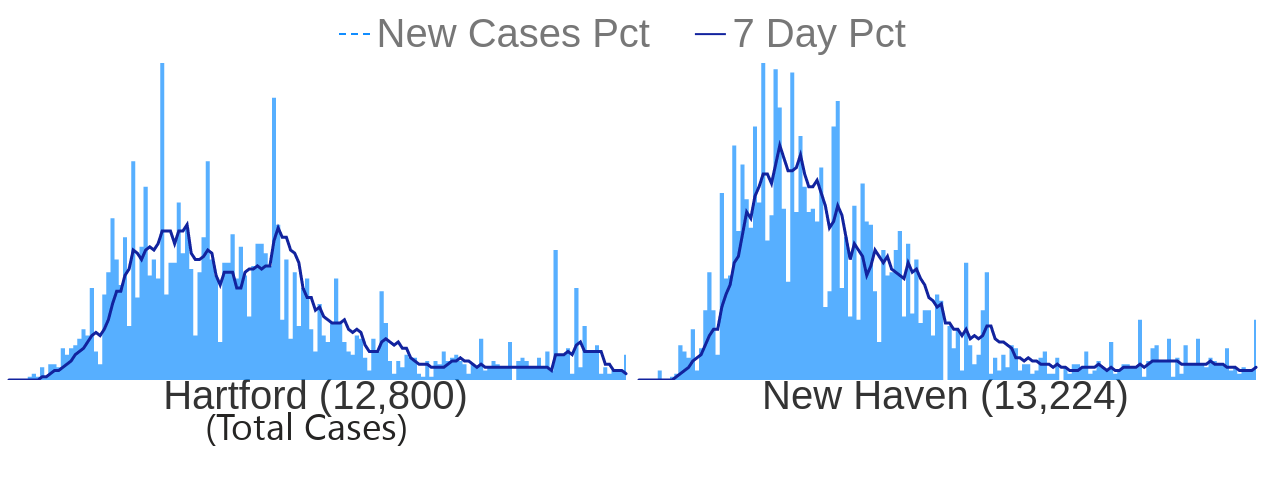 New Cases Pct 7 Day Pct
Hartford (12,800) New Haven (13,224)
(Total Cases)